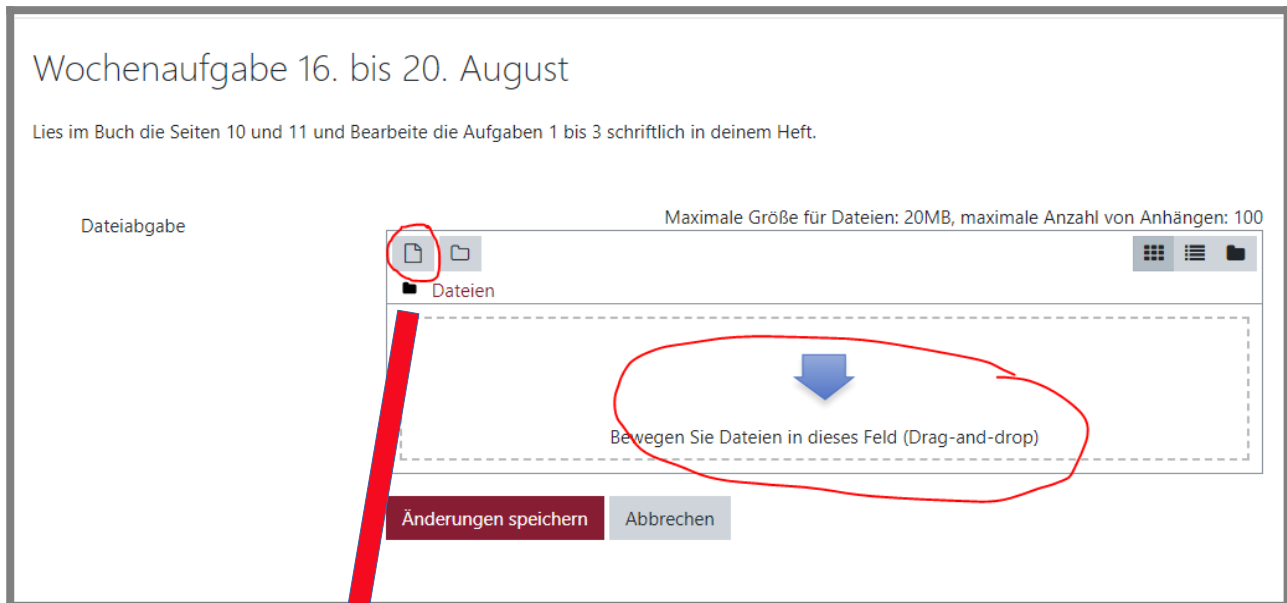 Wochenaufgabe 16. bis 20. August
Lies im Buch die Seiten 10 und 11 und Bearbeite die Aufgaben 1 bis 3 schriftlich in deinem Heft.
Dateiabgabe
Maximale Größe für Dateien: 20MB, maximale Anzahl von Anhängen: 100
Dateien
Bewegen Sie Dateien in dieses Feld (Drag-and-drop)
Änderungen speichern
Abbrechen